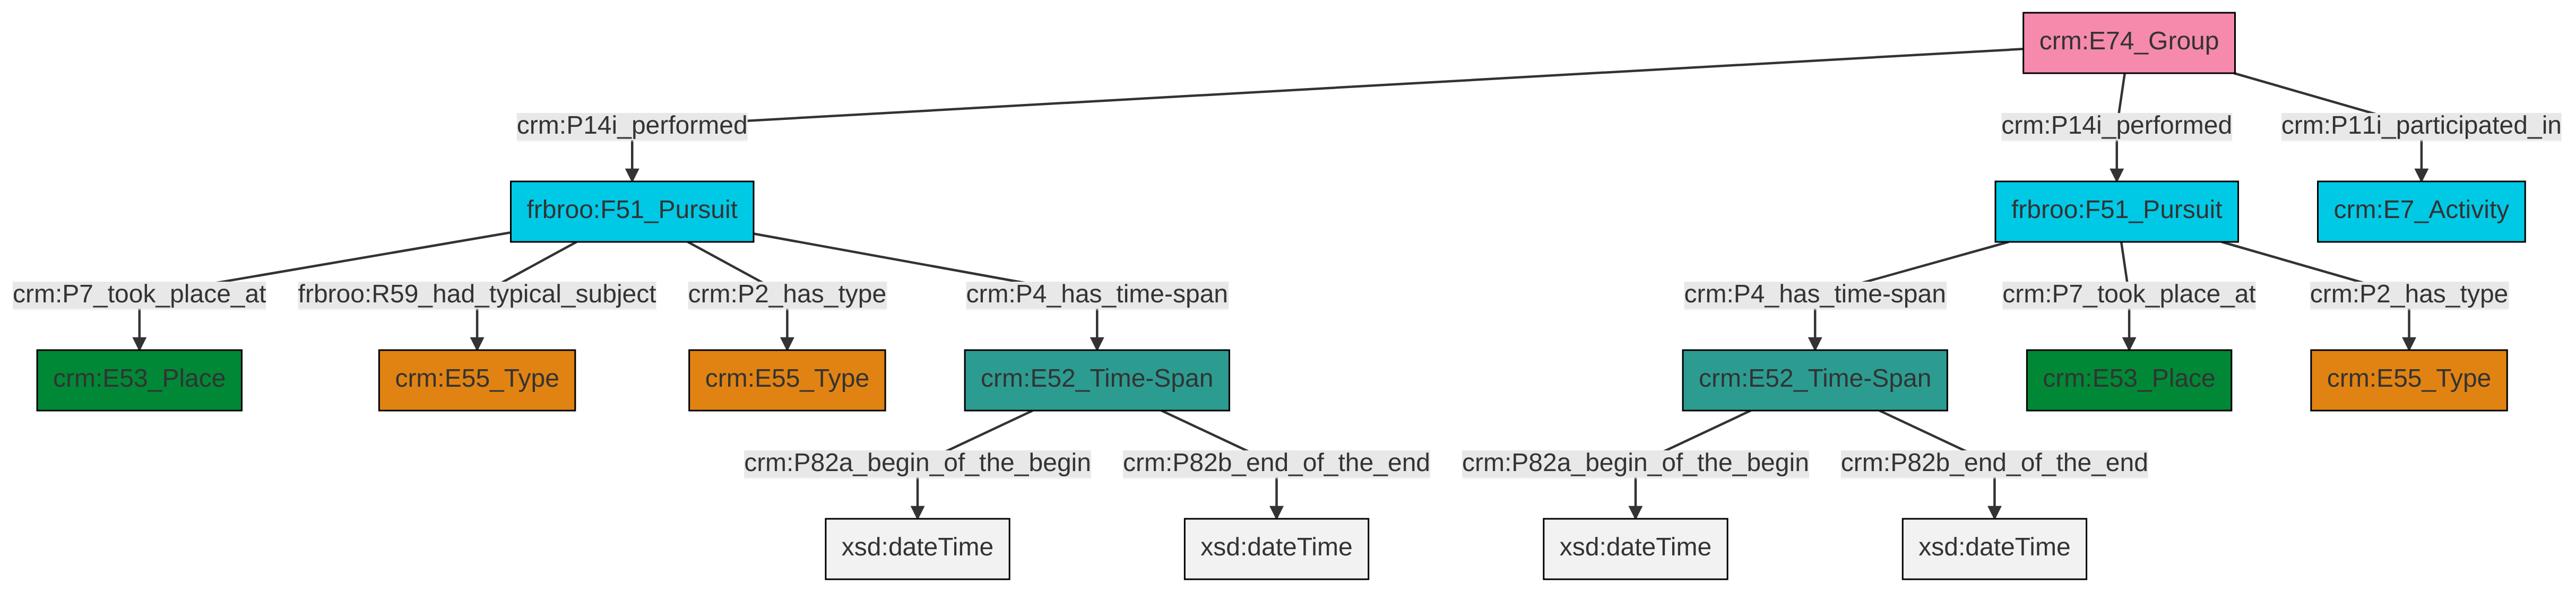 crm:E74_Group
crm:P14i_performed
crm:P14i_performed
crm:P11i_participated_in
frbroo:F51_Pursuit
frbroo:F51_Pursuit
crm:E7_Activity
crm:P7_took_place_at
frbroo:R59_had_typical_subject
crm:P2_has_type
crm:P4_has_time-span
crm:P4_has_time-span
crm:P7_took_place_at
crm:P2_has_type
crm:E53_Place
crm:E55_Type
crm:E55_Type
crm:E52_Time-Span
crm:E52_Time-Span
crm:E53_Place
crm:E55_Type
crm:P82a_begin_of_the_begin
crm:P82b_end_of_the_end
crm:P82a_begin_of_the_begin
crm:P82b_end_of_the_end
xsd:dateTime
xsd:dateTime
xsd:dateTime
xsd:dateTime